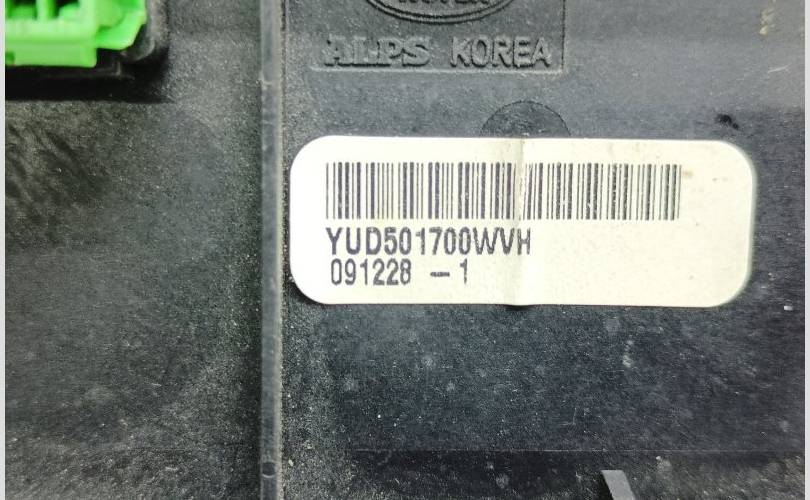 ALPS KOREA
YUD501700WVH
091228 - 1